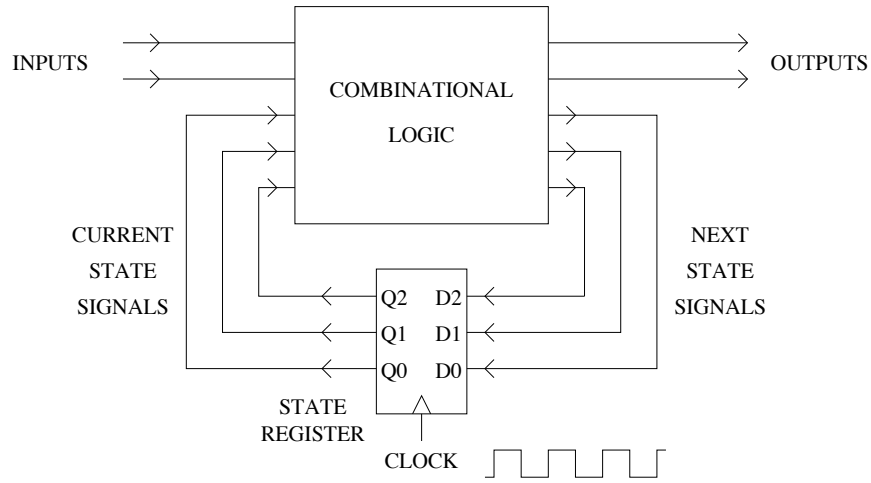 INPUTS
COMBINATIONAL
LOGIC
OUTPUTS
CURRENT
STATE
SIGNALS
NEXT
STATE
SIGNALS
Q2 D2
Q1 D1
Q0 D0
STATE
REGISTER
CLOCK